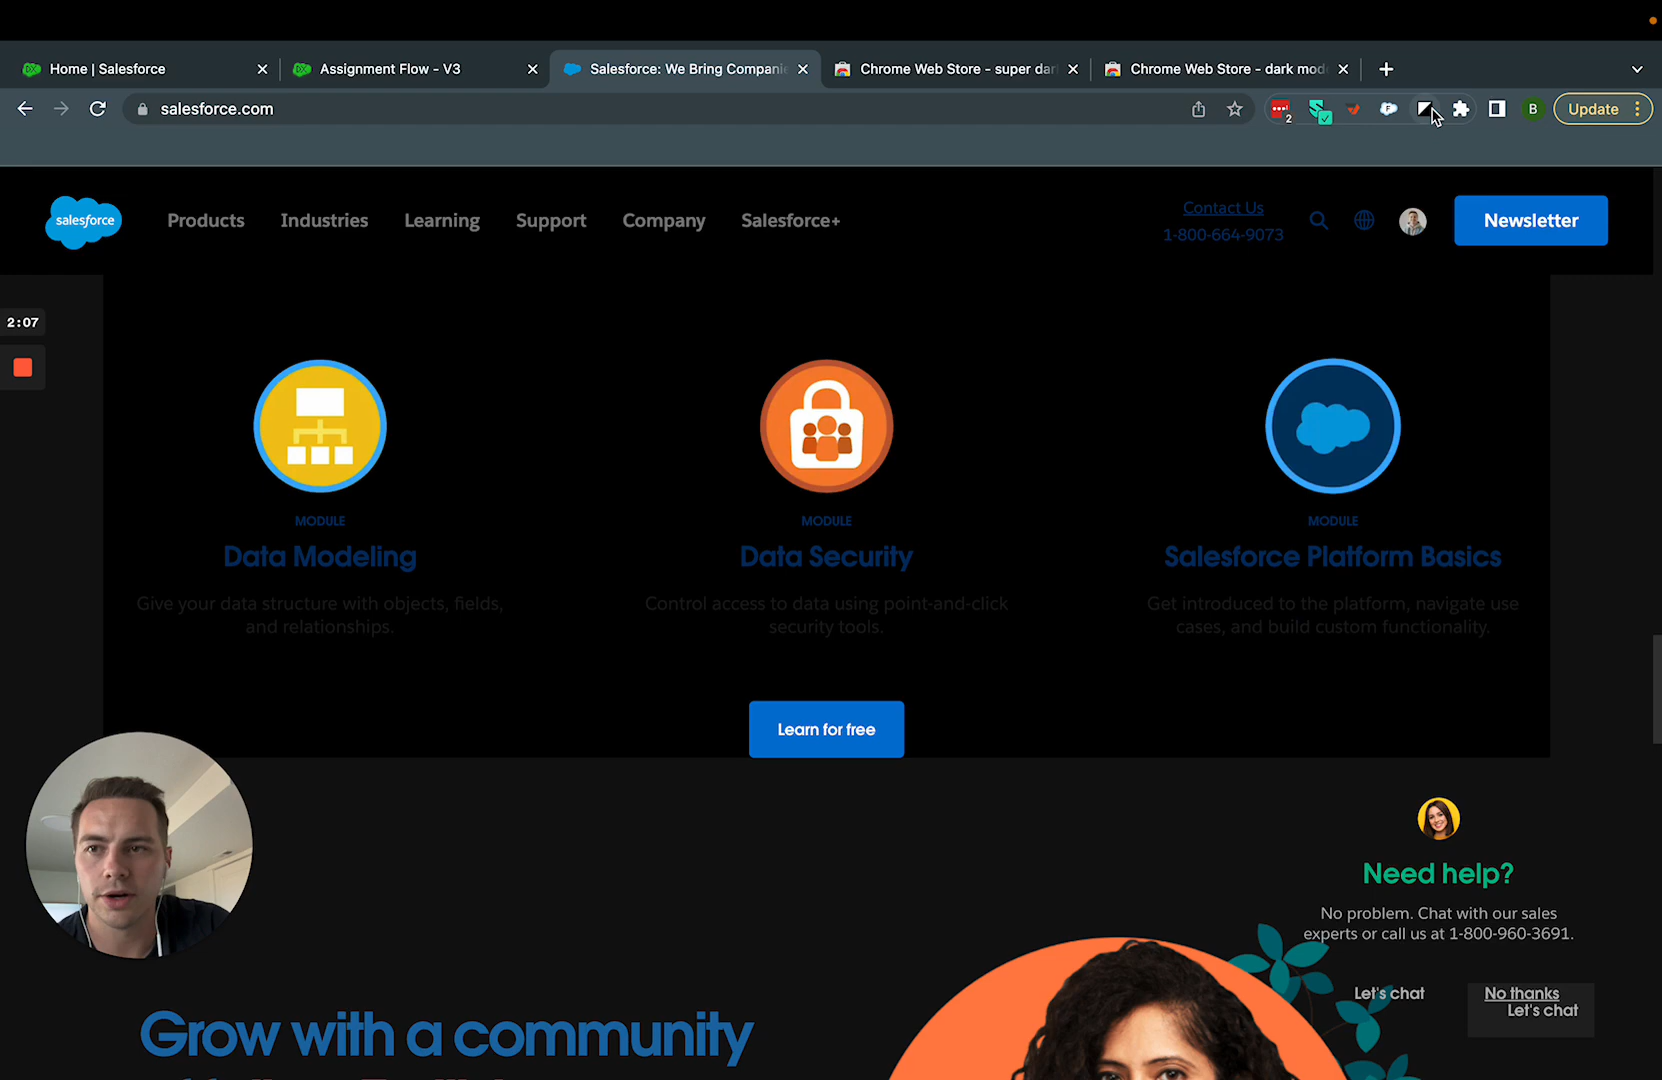 Home | Salesforce
Assignment Flow - V3
Salesforce: We Bring Companie
Chrome Web Store - super dar
Chrome Web Store - dark mod
salesforce.com
2
B
Update
salesforce
Products
Industries
Learning
Support
Company
Salesforce+
Contact Us
1-800-664-9073
Newsletter
2:07
MODULE
Data Modeling
Give your data structure with objects, fields,
and relationships.
MODULE
Data Security
Control access to data using point-and-click
security tools.
MODULE
Salesforce Platform Basics
Get introduced to the platform, navigate use
cases, and build custom functionality.
Learn for free
Need help?
No problem. Chat with our sales
experts or call us at 1-800-960-3691.
Let's chat
No thanks
Let's chat
Grow with a community